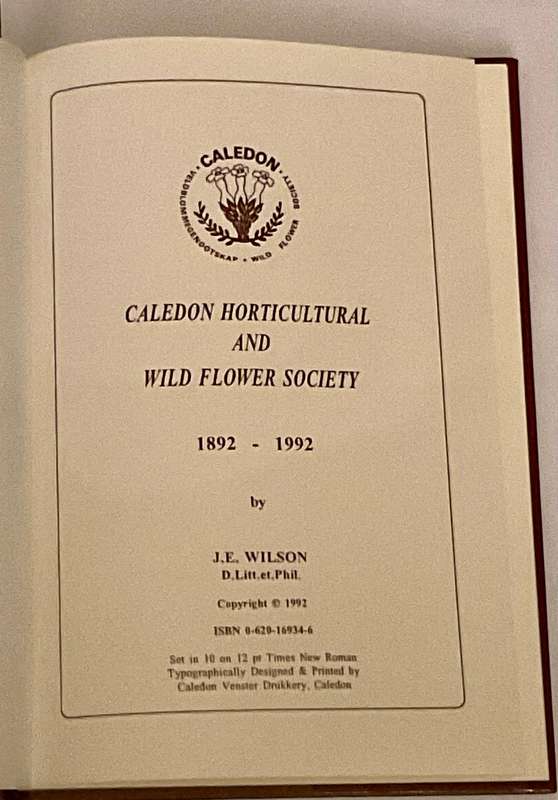 CALEDON
· VELDBLOMMEGENOOTSKAP · WILD FLOWER SOCIETY ·
CALEDON HORTICULTURAL
AND
WILD FLOWER SOCIETY
1892 - 1992
by
J.E. WILSON
D.Litt.et.Phil.
Copyright © 1992
ISBN 0-620-16934-6
Set in 10 on 12 pt Times New Roman
Typographically Designed & Printed by
Caledon Venster Drukkery, Caledon